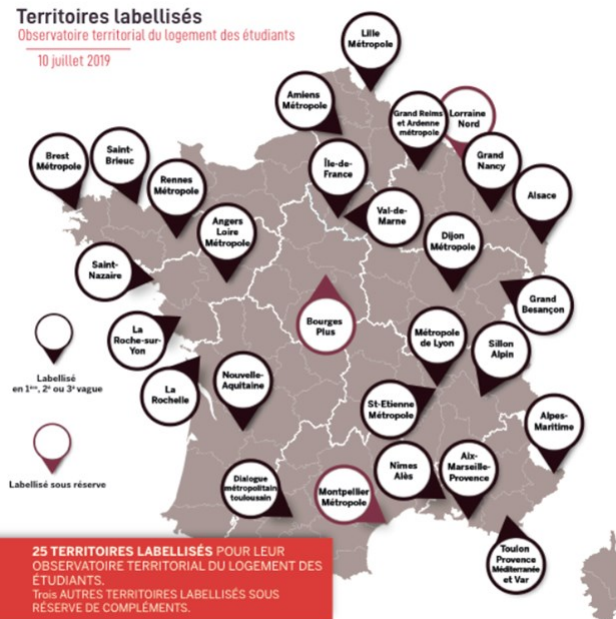 Territoires labellisés
Observatoire territorial du logement des étudiants
10 juillet 2019
Lille
Métropole
Amiens
Métropole
Grand Reims
et Ardenne
métropole
Lorraine
Nord
Brest
Métropole
Saint-
Brieuc
Rennes
Métropole
Île-de-
France
Grand
Nancy
Alsace
Angers
Loire
Métropole
Val-de-
Marne
Dijon
Métropole
Saint-
Nazaire
Grand
Besançon
Bourges
Plus
La
Roche-sur-
Yon
Métropole
de Lyon
Sillon
Alpin
Labellisé
en 1ère, 2e ou 3e vague
La
Rochelle
Nouvelle-
Aquitaine
St-Etienne
Métropole
Alpes-
Maritime
Labellisé sous réserve
Dialogue
métropolitain
toulousain
Montpellier
Métropole
Nîmes
Alès
Aix-
Marseille-
Provence
Toulon
Provence
Méditerranée
et Var
25 TERRITOIRES LABELLISÉS POUR LEUR
OBSERVATOIRE TERRITORIAL DU LOGEMENT DES
ÉTUDIANTS.
Trois AUTRES TERRITOIRES LABELLISÉS SOUS
RÉSERVE DE COMPLÉMENTS.